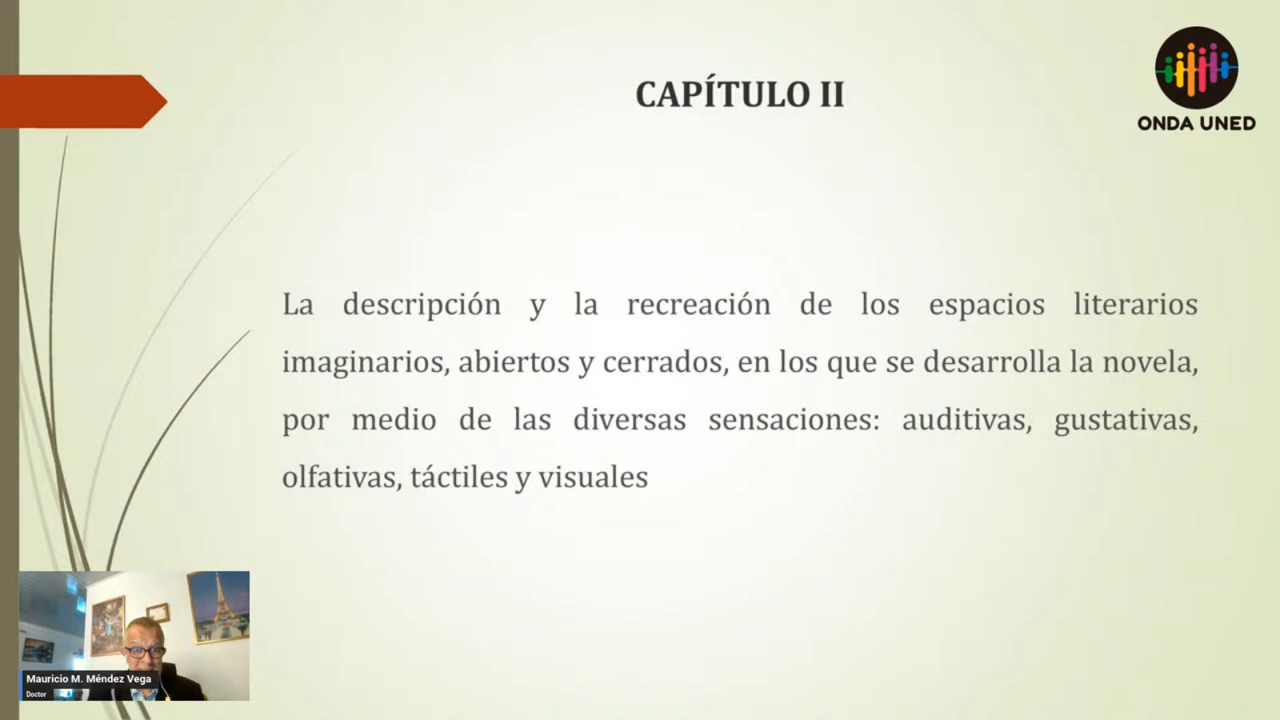 CAPÍTULO II
ONDA UNED
La descripción y la recreación de los espacios literarios
imaginarios, abiertos y cerrados, en los que se desarrolla la novela,
por medio de las diversas sensaciones: auditivas, gustativas,
olfativas, táctiles y visuales
Mauricio M. Méndez Vega
Doctor